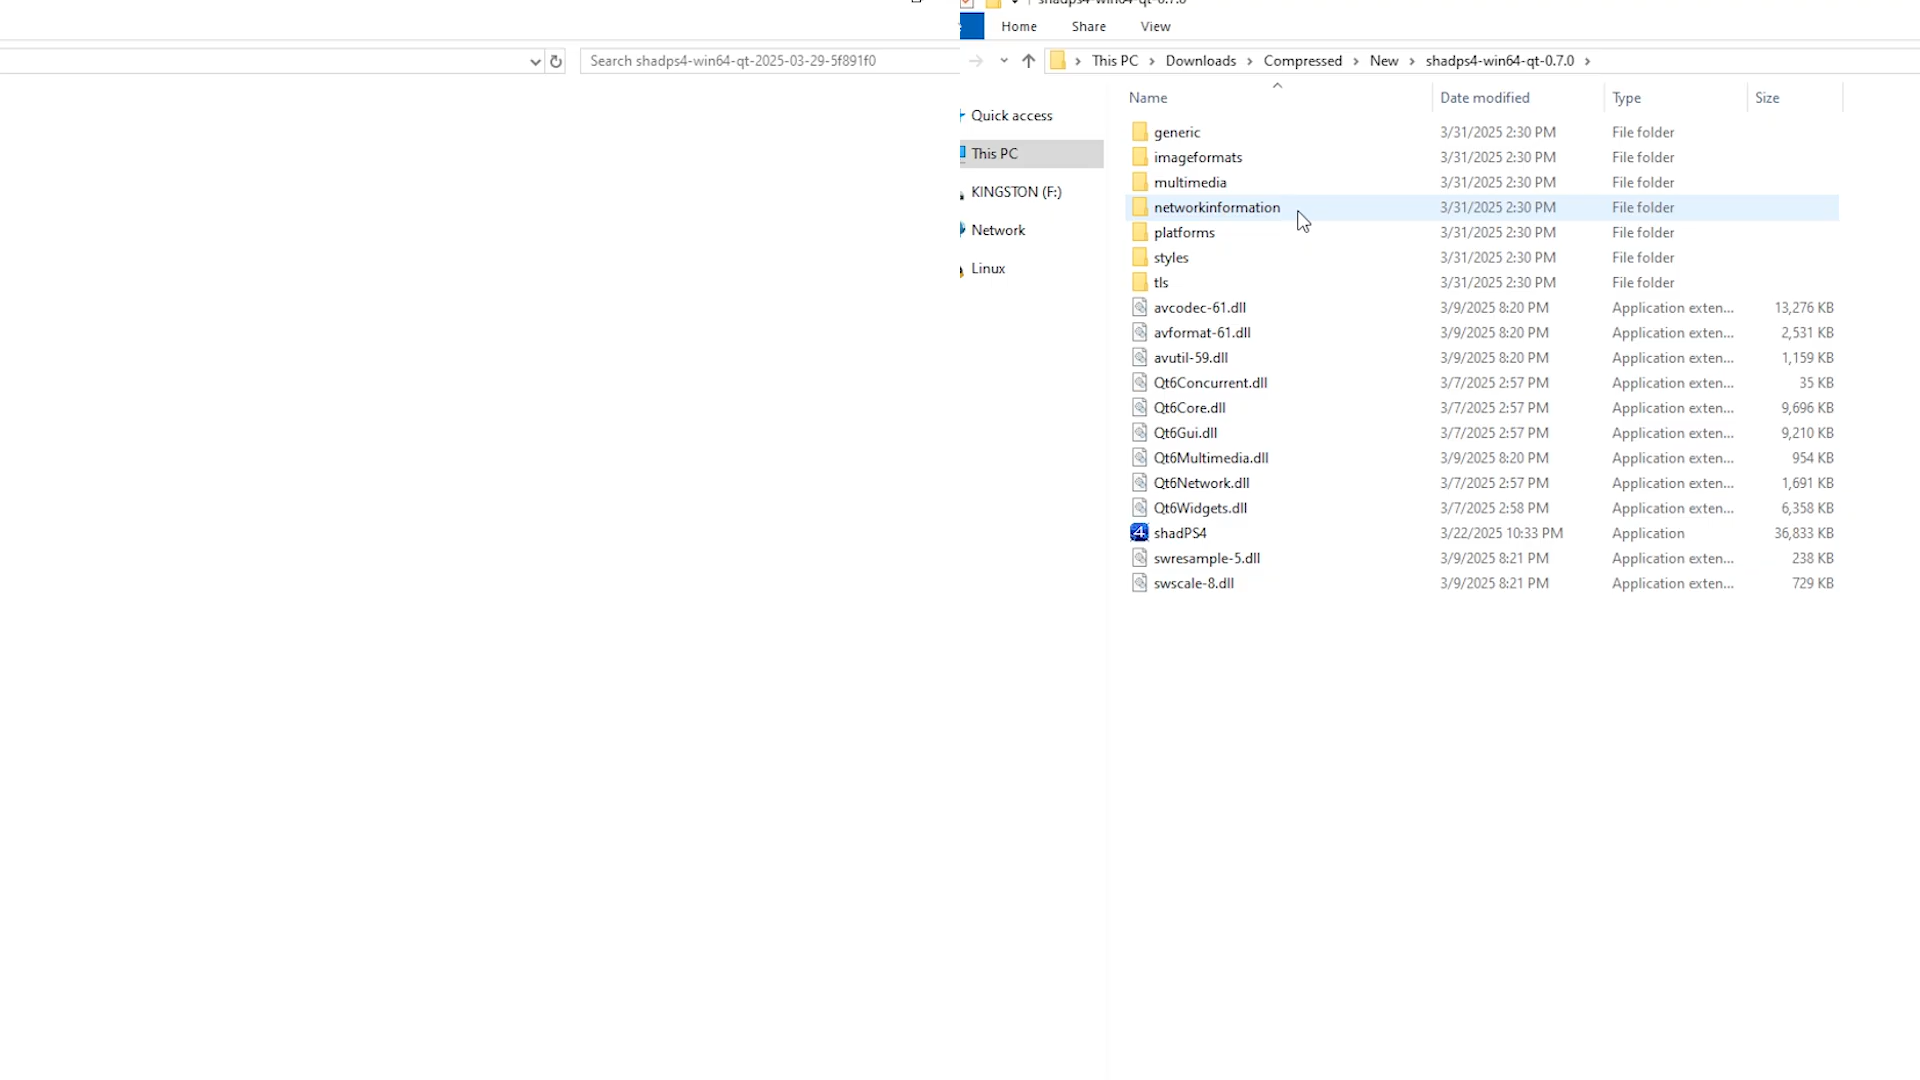 shadps4-win64-qt-0.7.0
Home Share View
Search shadps4-win64-qt-2025-03-29-5f891f0
This PC Downloads Compressed New shadps4-win64-qt-0.7.0
Name Date modified Type Size
Quick access
This PC
KINGSTON (F:)
Network
Linux
generic 3/31/2025 2:30 PM File folder
imageformats 3/31/2025 2:30 PM File folder
multimedia 3/31/2025 2:30 PM File folder
networkinformation 3/31/2025 2:30 PM File folder
platforms 3/31/2025 2:30 PM File folder
styles 3/31/2025 2:30 PM File folder
tls 3/31/2025 2:30 PM File folder
avcodec-61.dll 3/9/2025 8:20 PM Application exten... 13,276 KB
avformat-61.dll 3/9/2025 8:20 PM Application exten... 2,531 KB
avutil-59.dll 3/9/2025 8:20 PM Application exten... 1,159 KB
Qt6Concurrent.dll 3/7/2025 2:57 PM Application exten... 35 KB
Qt6Core.dll 3/7/2025 2:57 PM Application exten... 9,696 KB
Qt6Gui.dll 3/7/2025 2:57 PM Application exten... 9,210 KB
Qt6Multimedia.dll 3/9/2025 8:20 PM Application exten... 954 KB
Qt6Network.dll 3/7/2025 2:57 PM Application exten... 1,691 KB
Qt6Widgets.dll 3/7/2025 2:58 PM Application exten... 6,358 KB
shadPS4 3/22/2025 10:33 PM Application 36,833 KB
swresample-5.dll 3/9/2025 8:21 PM Application exten... 238 KB
swscale-8.dll 3/9/2025 8:21 PM Application exten... 729 KB